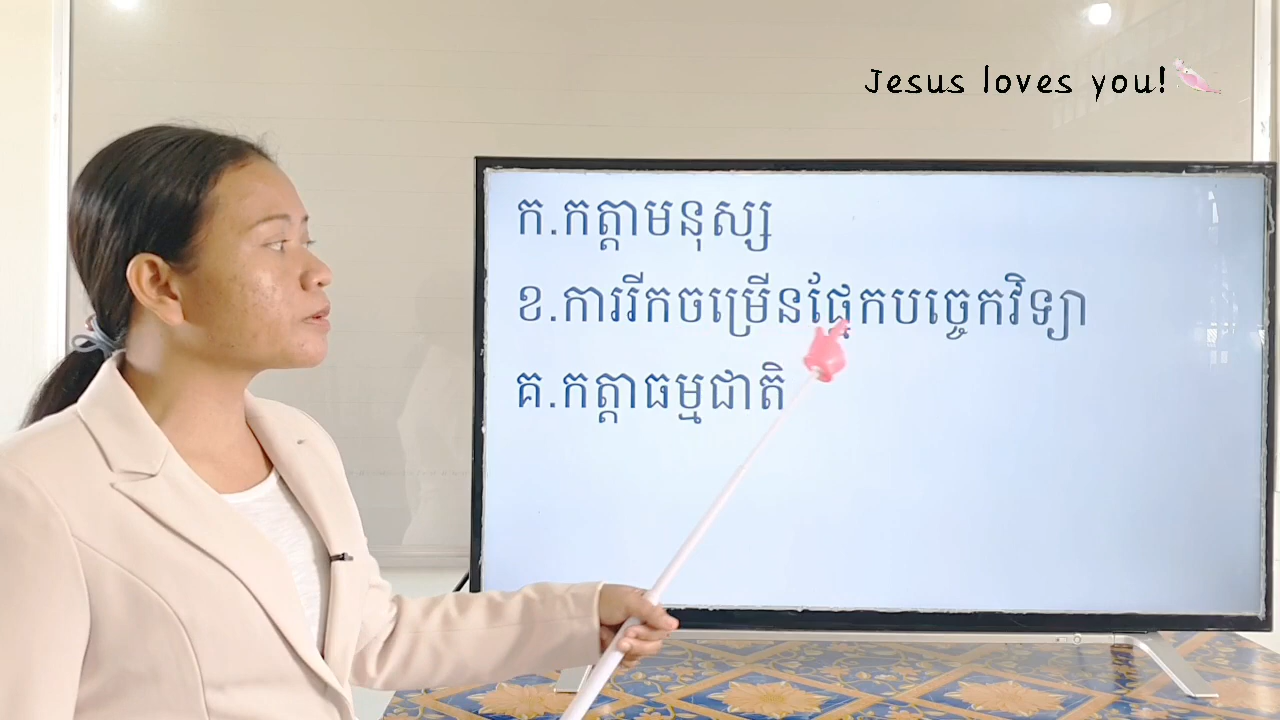 Jesus loves you!
ក.កត្តាមនុស្ស
ខ.ការរីកចម្រើនផ្នែកបច្ចេកវិទ្យា
គ.កត្តាធម្មជាតិ